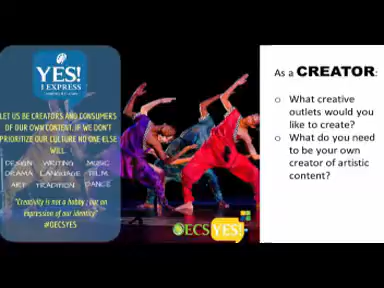 YES!
I EXPRESS
LET US BE CREATORS AND CONSUMERS
OF OUR OWN CONTENT. IF WE DON'T
PRIORITIZE OUR CULTURE NO ONE ELSE
WILL.
DESIGN WRITING MUSIC
DRAMA LANGUAGE FILM
ART TRADITION DANCE
"Creativity is not a hobby; but an
expression of our identity"
#OECSYES
OECS YES!
As a CREATOR:
o What creative
outlets would you
like to create?
o What do you need
to be your own
creator of artistic
content?